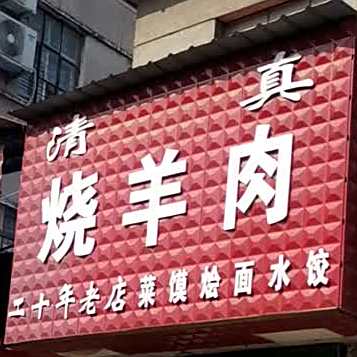 清真
烧羊肉
二十年老店菜馍烩面水饺